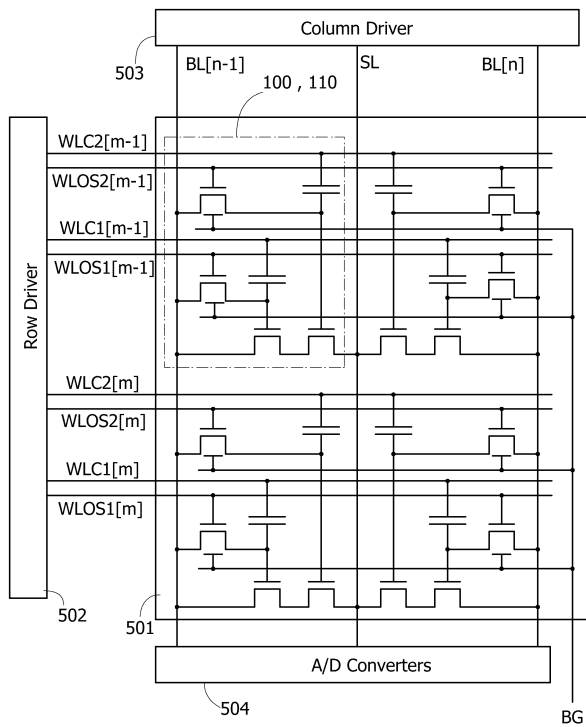 Column Driver
503
BL[n-1]
SL
BL[n]
100 , 110
WLC2[m-1]
WLOS2[m-1]
WLC1[m-1]
WLOS1[m-1]
Row Driver
WLC2[m]
WLOS2[m]
WLC1[m]
WLOS1[m]
502
501
A/D Converters
504
BG